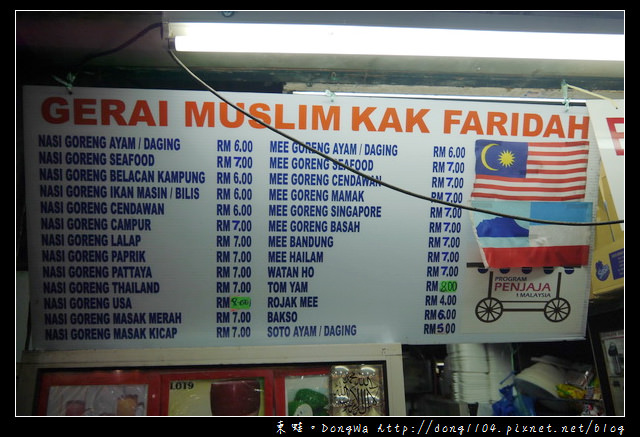 GERAI MUSLIM KAK FARIDAH
NASI GORENG AYAM / DAGING RM 6.00
NASI GORENG SEAFOOD RM 7.00
NASI GORENG BELACAN KAMPUNG RM 6.00
NASI GORENG IKAN MASIN / BILIS RM 6.00
NASI GORENG CENDAWAN RM 6.00
NASI GORENG CAMPUR RM 7.00
NASI GORENG LALAP RM 7.00
NASI GORENG PAPRIK RM 7.00
NASI GORENG PATTAYA RM 7.00
NASI GORENG THAILAND RM 7.00
NASI GORENG USA RM 8.00
NASI GORENG MASAK MERAH RM 7.00
NASI GORENG MASAK KICAP RM 7.00
MEE GORENG AYAM / DAGING RM 6.00
MEE GORENG SEAFOOD RM 7.00
MEE GORENG CENDAWAN RM 7.00
MEE GORENG MAMAK RM 7.00
MEE GORENG SINGAPORE RM 7.00
MEE GORENG BASAH RM 7.00
MEE BANDUNG RM 7.00
MEE HAILAM RM 7.00
WATAN HO RM 7.00
TOM YAM RM 8.00
ROJAK MEE RM 4.00
BAKSO RM 6.00
SOTO AYAM / DAGING RM 5.00
PROGRAM
PENJAJA
1 MALAYSIA
LOT9
東蛙。DongWa http://dong1104.pixnet.net/blog